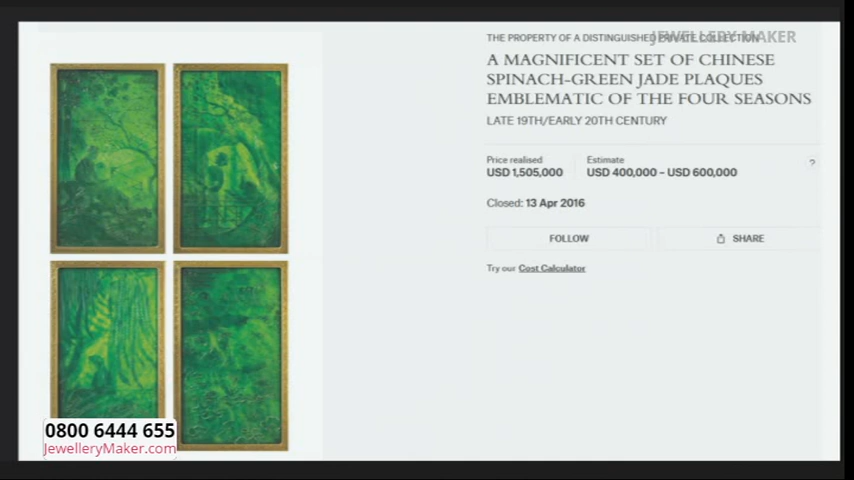 THE PROPERTY OF A DISTINGUISHED PRIVATE COLLECTION
JEWELLERY MAKER
A MAGNIFICENT SET OF CHINESE
SPINACH-GREEN JADE PLAQUES
EMBLEMATIC OF THE FOUR SEASONS
LATE 19TH/EARLY 20TH CENTURY
Price realised
USD 1,505,000
Estimate
USD 400,000 – USD 600,000
?
Closed: 13 Apr 2016
FOLLOW
SHARE
Try our Cost Calculator
0800 6444 655
JewelleryMaker.com